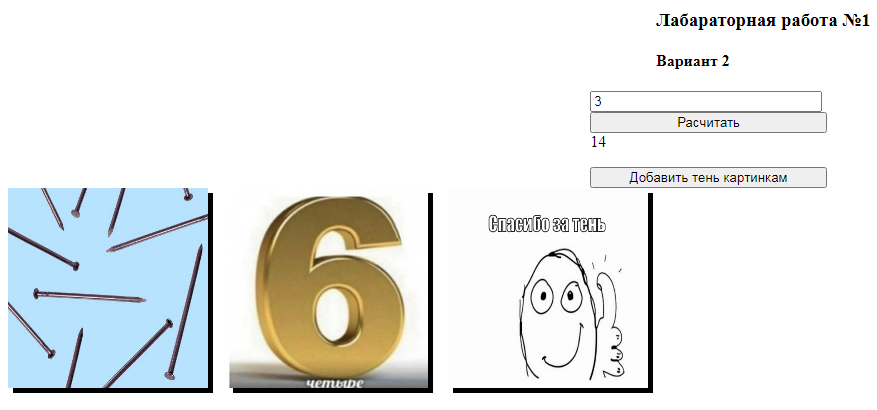 Лабараторная работа №1
Вариант 2
3
Расчитать
14
Добавить тень картинкам
6
четыре
Спасибо за тень